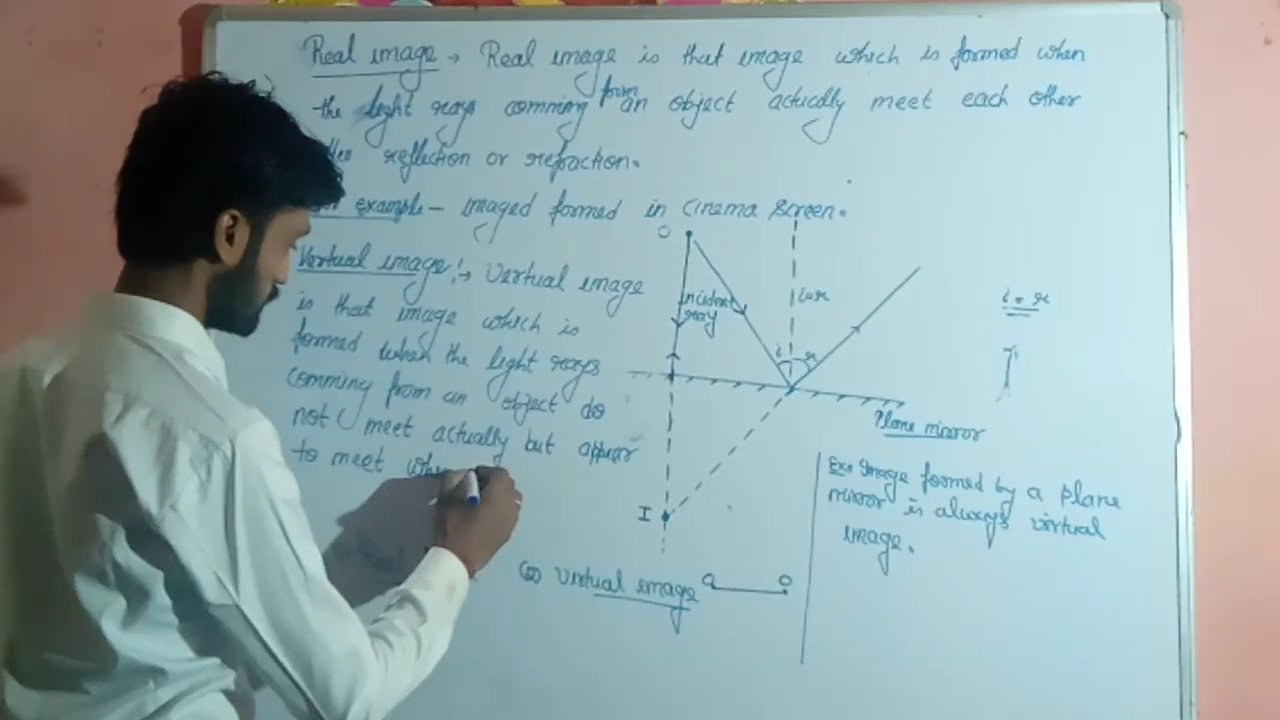 Real image → Real image is that image which is formed when
the light rays comming from an object actually meet each other
reflection or refraction.
example - imaged formed in cinema screen.
Vertual image !→ Vertual image
is that image which is
formed when the light rays
comming from an object do
not meet actually but appear
to meet
O
incident
ray
i=r
i r
i = r
Plane mirror
I
virtual image
Ex: Image formed by a plane
mirror is always virtual
image.